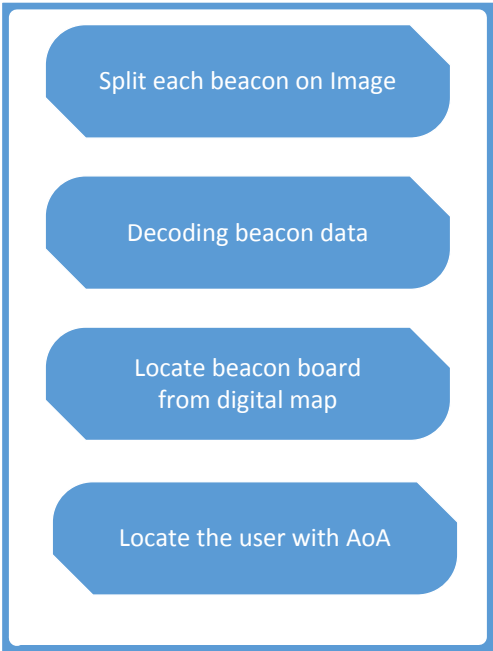 Split each beacon on Image
Decoding beacon data
Locate beacon board
from digital map
Locate the user with AoA